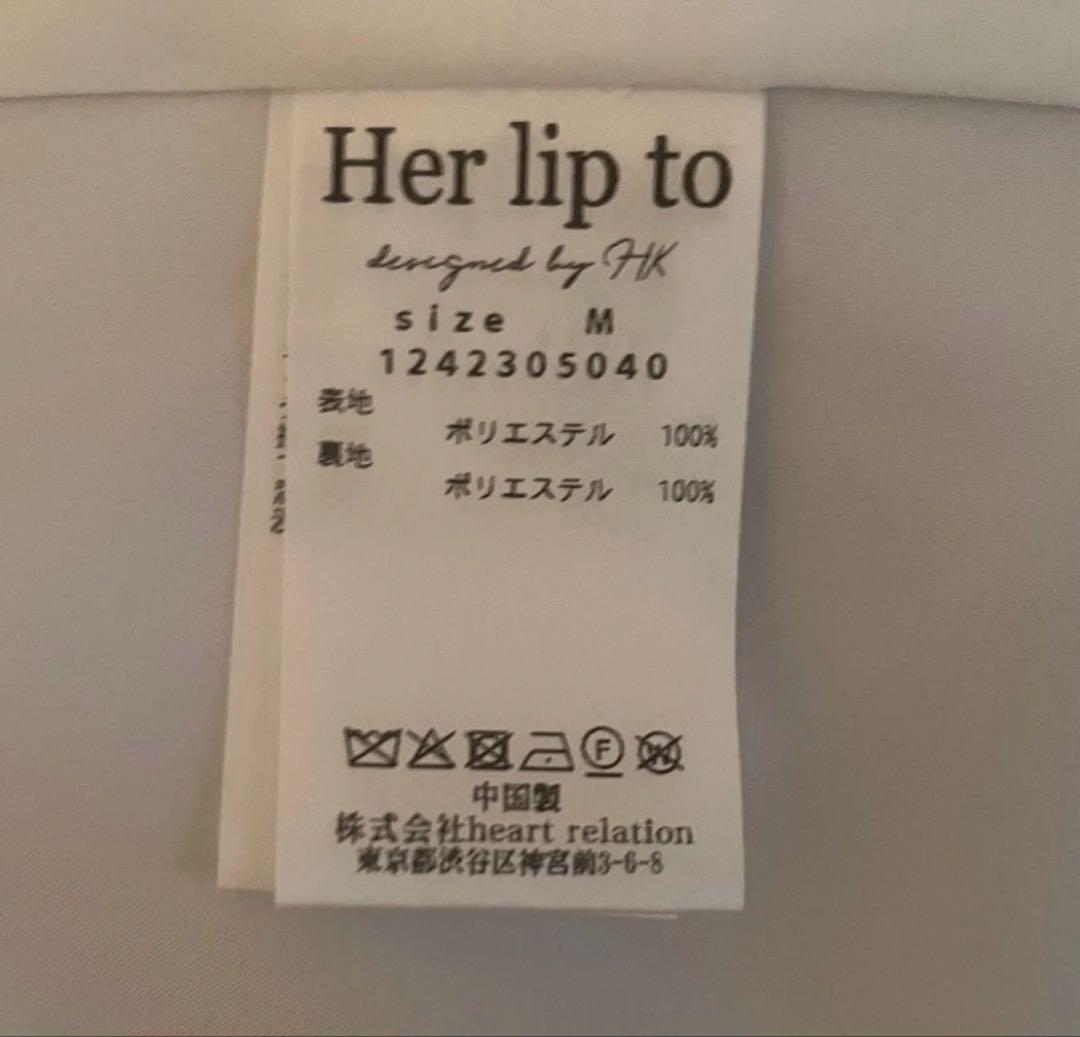 Her lip to
designed by HK
size M
1242305040
表地
ポリエステル 100%
裏地
ポリエステル 100%
F
W
中国製
株式会社heart relation
東京都渋谷区神宮前3-6-8